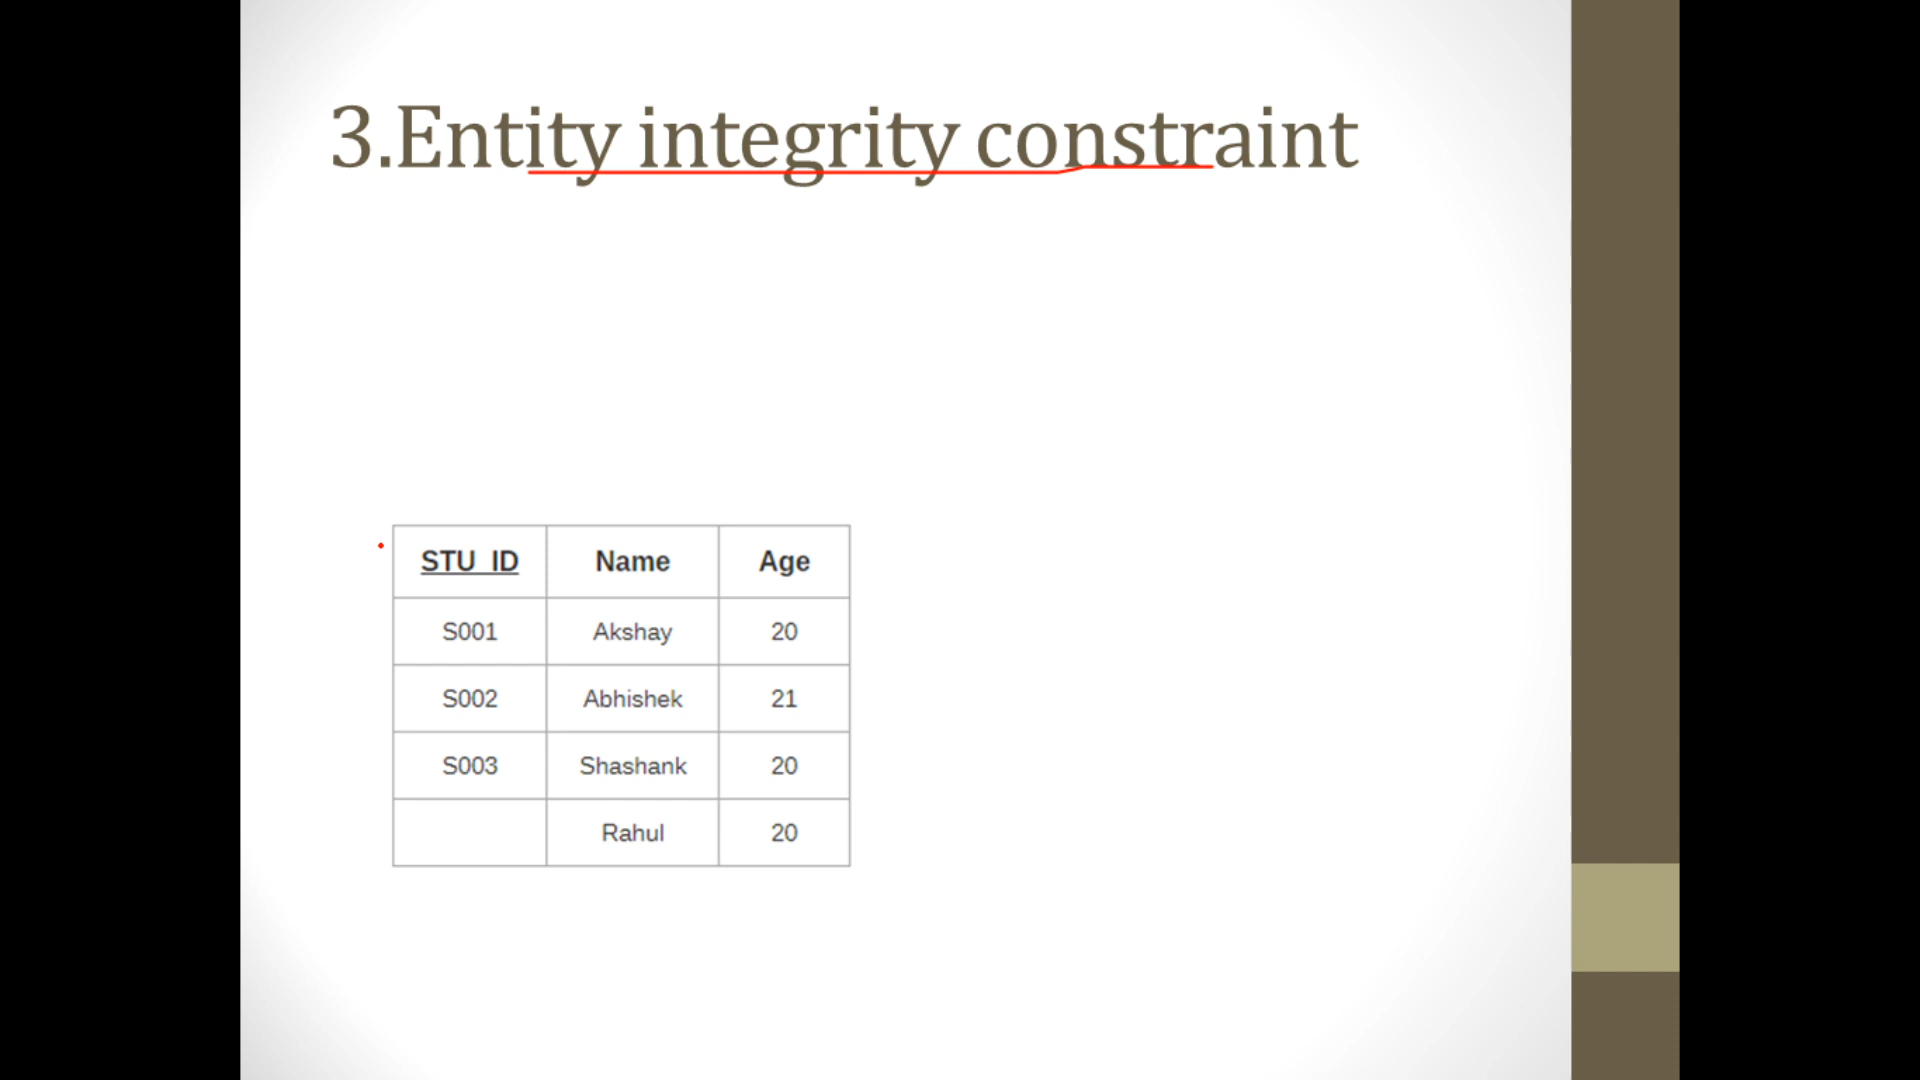 3.Entity integrity constraint
STU_ID Name Age
S001 Akshay 20
S002 Abhishek 21
S003 Shashank 20
Rahul 20